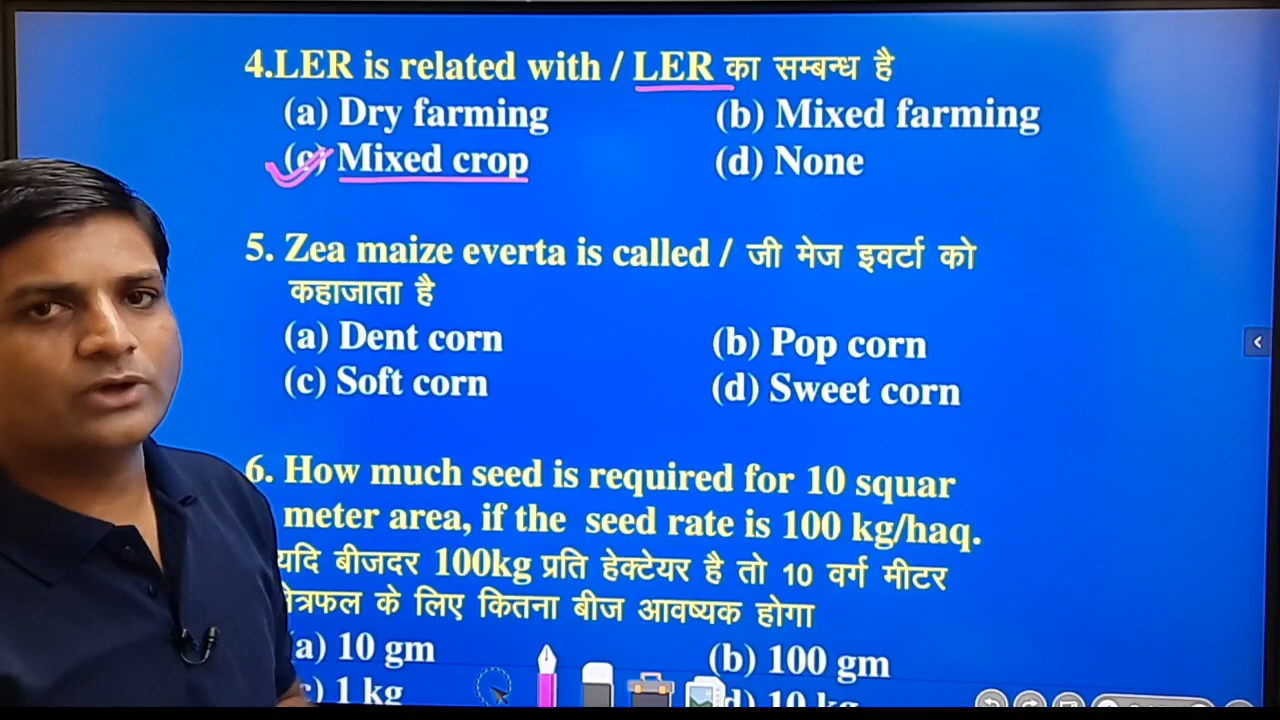 4.LER is related with / LER का सम्बन्ध है
(a) Dry farming (b) Mixed farming
(c) Mixed crop (d) None
5. Zea maize everta is called / जी मेज इवर्टा को
कहाजाता है
(a) Dent corn (b) Pop corn
(c) Soft corn (d) Sweet corn
6. How much seed is required for 10 squar
meter area, if the seed rate is 100 kg/haq.
यदि बीजदर 100kg प्रति हेक्टेयर है तो 10 वर्ग मीटर
के लिए कितना बीज आवष्यक होगा
a) 10 gm (b) 100 gm
1 kg 10